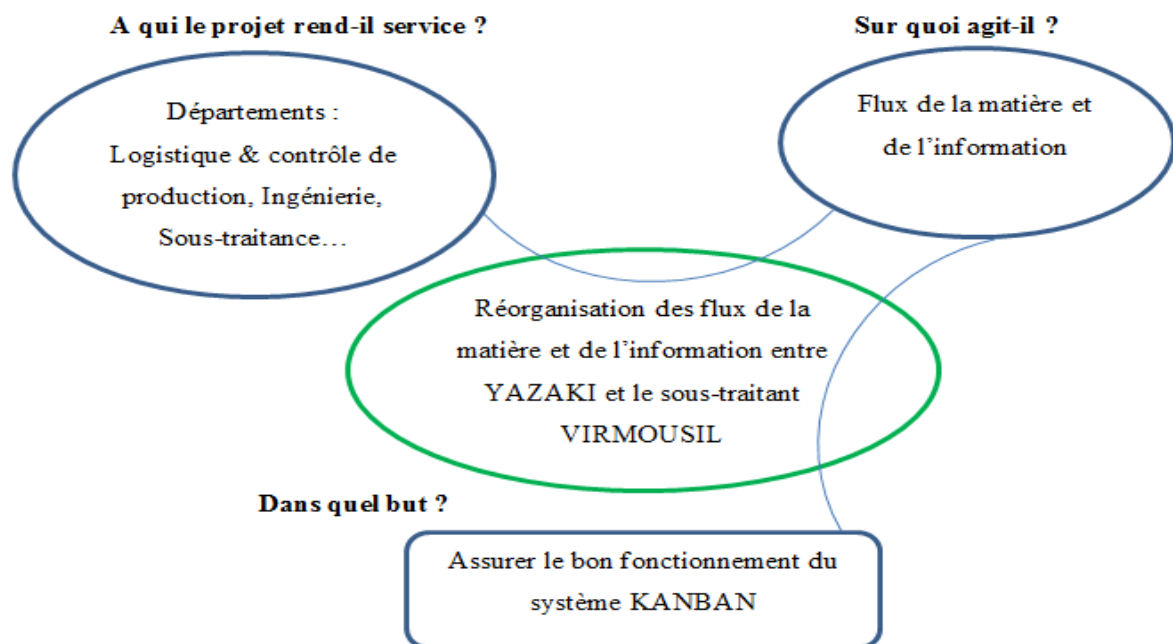 A qui le projet rend-il service ?
Sur quoi agit-il ?
Départements :
Logistique & contrôle de
production, Ingénierie,
Sous-traitance…
Flux de la matière et
de l’information
Réorganisation des flux de la
matière et de l’information entre
YAZAKI et le sous-traitant
VIRMOUSIL
Dans quel but ?
Assurer le bon fonctionnement du
système KANBAN